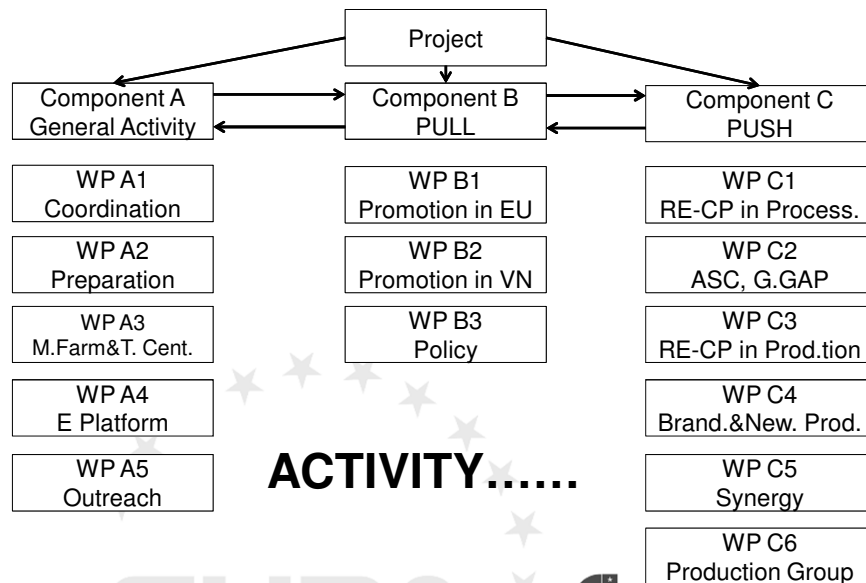 Project
Component A
General Activity
Component B
PULL
Component C
PUSH
WP A1
Coordination
WP B1
Promotion in EU
WP C1
RE-CP in Process.
WP A2
Preparation
WP B2
Promotion in VN
WP C2
ASC, G.GAP
WP A3
M.Farm&T. Cent.
WP B3
Policy
WP C3
RE-CP in Prod.tion
WP A4
E Platform
WP C4
Brand.&New. Prod.
WP A5
Outreach
ACTIVITY......
WP C5
Synergy
WP C6
Production Group